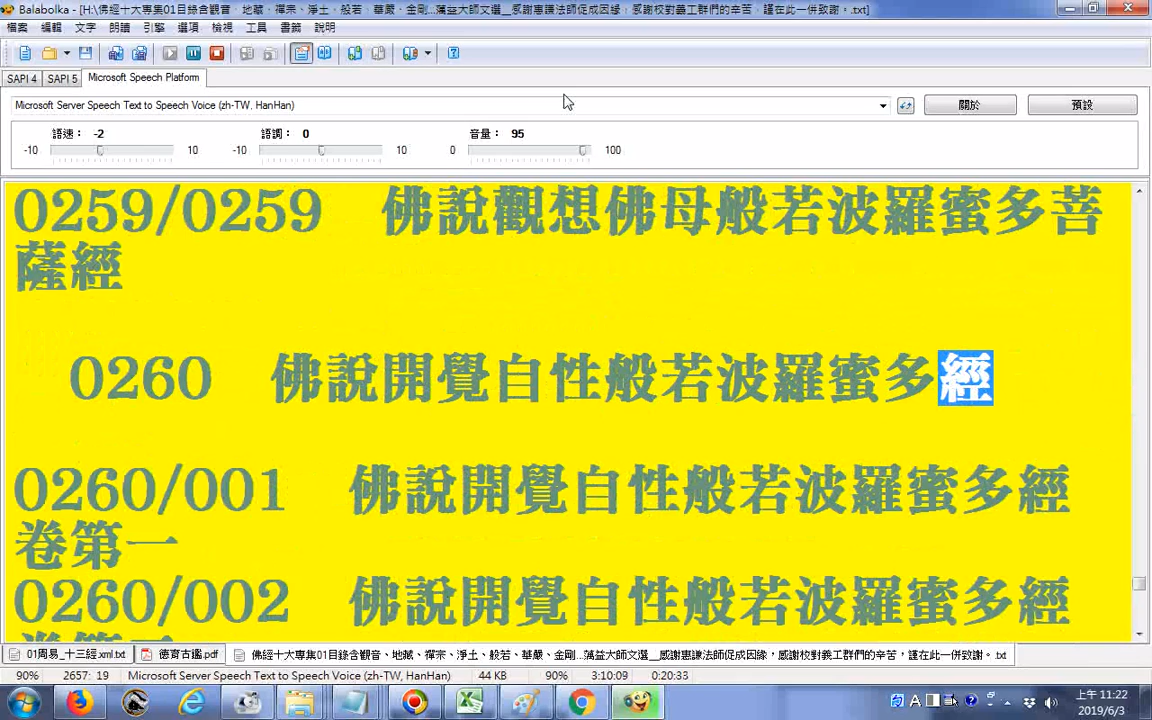 Balabolka - [H:\佛經十大專集01目錄含觀音、地藏、禪宗、淨土、般若、華嚴、金剛...蕅益大師文選__感謝惠謙法師促成因緣，感謝校對義工群們的辛苦，謹在此一併致謝。.txt]
檔案 編輯 文字 朗讀 引擎 選項 檢視 工具 書籤 說明
SAPI 4 SAPI 5 Microsoft Speech Platform
Microsoft Server Speech Text to Speech Voice (zh-TW, HanHan) 關於 預設
語速： -2 語調： 0 音量： 95
-10 10 -10 10 0 100
0259/0259 佛說觀想佛母般若波羅蜜多菩
薩經
0260 佛說開覺自性般若波羅蜜多經
0260/001 佛說開覺自性般若波羅蜜多經
卷第一
0260/002 佛說開覺自性般若波羅蜜多經
卷第二
01周易_十三經.xml.txt 德育古鑑.pdf 佛經十大專集01目錄含觀音、地藏、禪宗、淨土、般若、華嚴、金剛...蕅益大師文選__感謝惠謙法師促成因緣，感謝校對義工群們的辛苦，謹在此一併致謝。.txt
90% 2657: 19 Microsoft Server Speech Text to Speech Voice (zh-TW, HanHan) 44 KB 90% 3:10:09 0:20:33
上午 11:22
2019/6/3